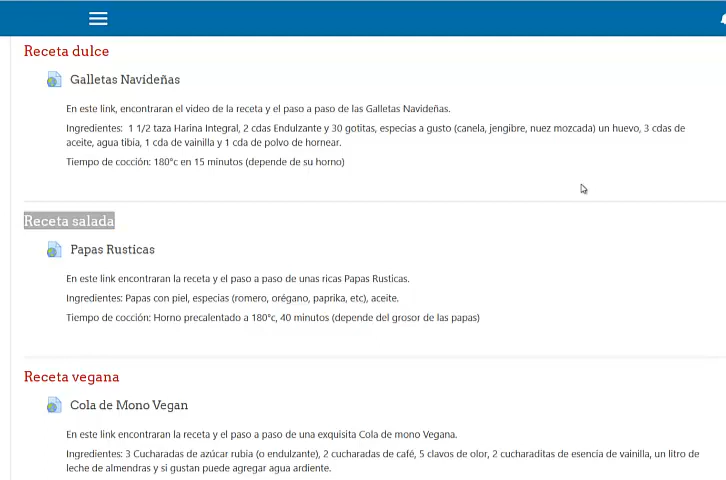 Receta dulce
Galletas Navideñas
En este link, encontraran el video de la receta y el paso a paso de las Galletas Navideñas.
Ingredientes:  1 1/2 taza Harina Integral, 2 cdas Endulzante y 30 gotitas, especias a gusto (canela, jengibre, nuez mozcada) un huevo, 3 cdas de
aceite, agua tibia, 1 cda de vainilla y 1 cda de polvo de hornear.
Tiempo de cocción: 180°c en 15 minutos (depende de su horno)
Receta salada
Papas Rusticas
En este link encontraran la receta y el paso a paso de unas ricas Papas Rusticas.
Ingredientes: Papas con piel, especias (romero, orégano, paprika, etc), aceite.
Tiempo de cocción: Horno precalentado a 180°c, 40 minutos (depende del grosor de las papas)
Receta vegana
Cola de Mono Vegan
En este link encontraran la receta y el paso a paso de una exquisita Cola de mono Vegana.
Ingredientes: 3 Cucharadas de azúcar rubia (o endulzante), 2 cucharadas de café, 5 clavos de olor, 2 cucharaditas de esencia de vainilla, un litro de
leche de almendras y si gustan puede agregar agua ardiente.